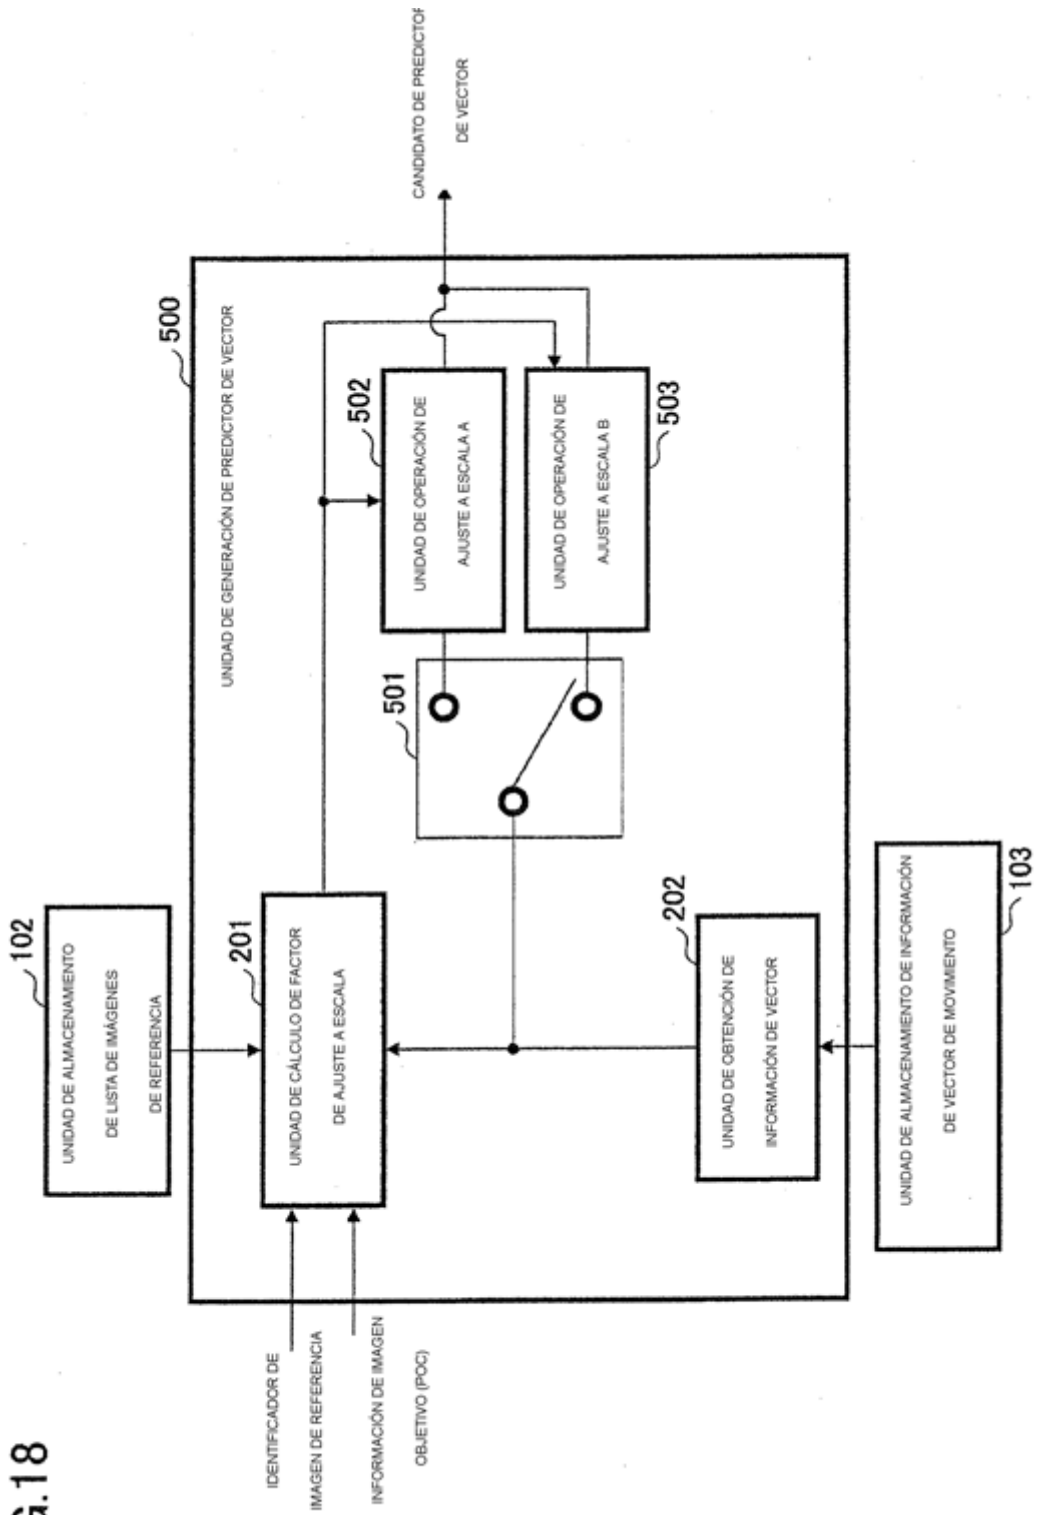 G.18
102
UNIDAD DE ALMACENAMIENTO
DE LISTA DE IMÁGENES
DE REFERENCIA
500
UNIDAD DE GENERACIÓN DE PREDICTOR DE VECTOR
IDENTIFICADOR DE
IMAGEN DE REFERENCIA
INFORMACIÓN DE IMAGEN
OBJETIVO (POC)
201
UNIDAD DE CÁLCULO DE FACTOR
DE AJUSTE A ESCALA
501
502
UNIDAD DE OPERACIÓN DE
AJUSTE A ESCALA A
UNIDAD DE OPERACIÓN DE
AJUSTE A ESCALA B
503
CANDIDATO DE PREDICTOR
DE VECTOR
202
UNIDAD DE OBTENCIÓN DE
INFORMACIÓN DE VECTOR
UNIDAD DE ALMACENAMIENTO DE INFORMACIÓN
DE VECTOR DE MOVIMIENTO
103